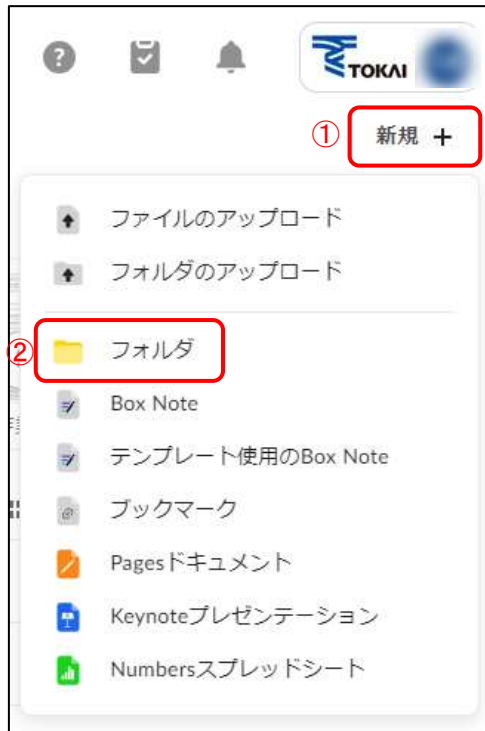 TOKAI
① 新規 +
ファイルのアップロード
フォルダのアップロード
② フォルダ
Box Note
テンプレート使用のBox Note
ブックマーク
Pagesドキュメント
Keynoteプレゼンテーション
Numbersスプレッドシート